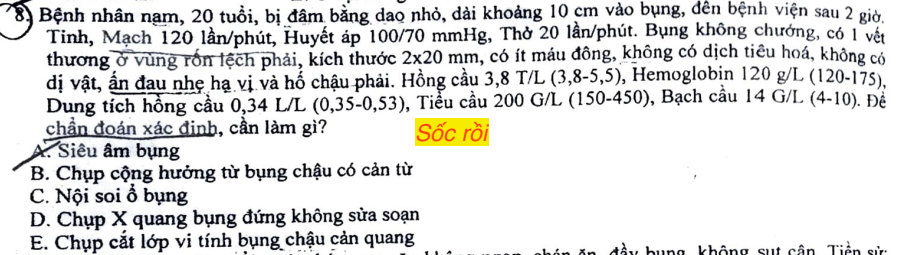 8. Bệnh nhân nam, 20 tuổi, bị đâm bằng dao nhỏ, dài khoảng 10 cm vào bụng, đến bệnh viện sau 2 giờ.
Tỉnh, Mạch 120 lần/phút, Huyết áp 100/70 mmHg, Thở 20 lần/phút. Bụng không chướng, có 1 vết
thương ở vùng rốn lệch phải, kích thước 2x20 mm, có ít máu đông, không có dịch tiêu hoá, không có
dị vật, ấn đau nhẹ hạ vị và hố chậu phải. Hồng cầu 3,8 T/L (3,8-5,5), Hemoglobin 120 g/L (120-175),
Dung tích hồng cầu 0,34 L/L (0,35-0,53), Tiểu cầu 200 G/L (150-450), Bạch cầu 14 G/L (4-10). Để
chẩn đoán xác định, cần làm gì?
Sốc rồi
A. Siêu âm bụng
B. Chụp cộng hưởng từ bụng chậu có cản từ
C. Nội soi ổ bụng
D. Chụp X quang bụng đứng không sửa soạn
E. Chụp cắt lớp vi tính bụng chậu cản quang
đầy bụng, không sụt cân. Tiền sử: